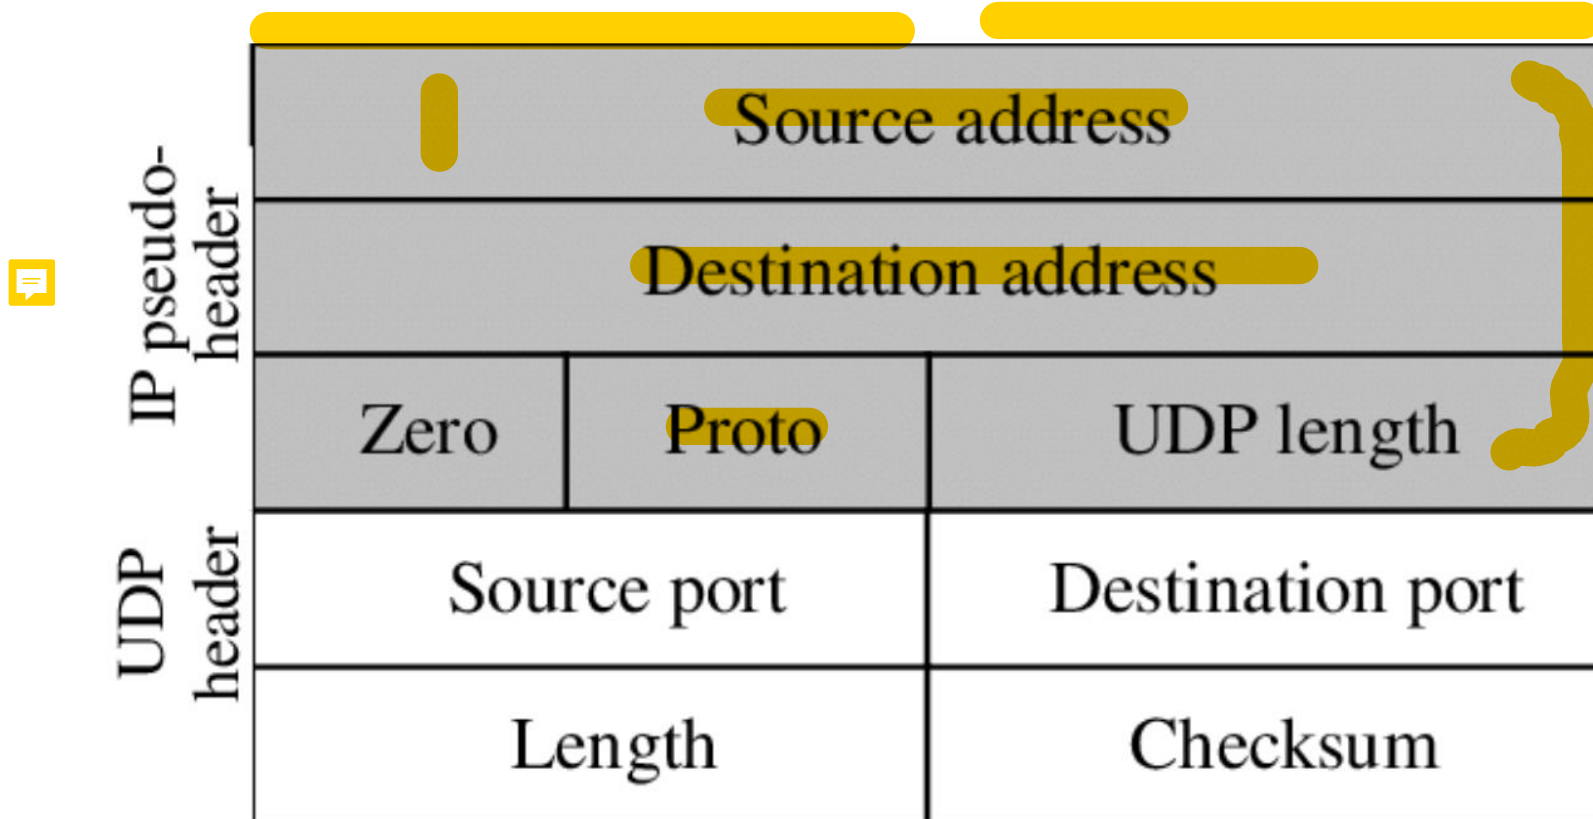 IP pseudo-
header
Source address
Destination address
Zero Proto UDP length
UDP
header
Source port Destination port
Length Checksum